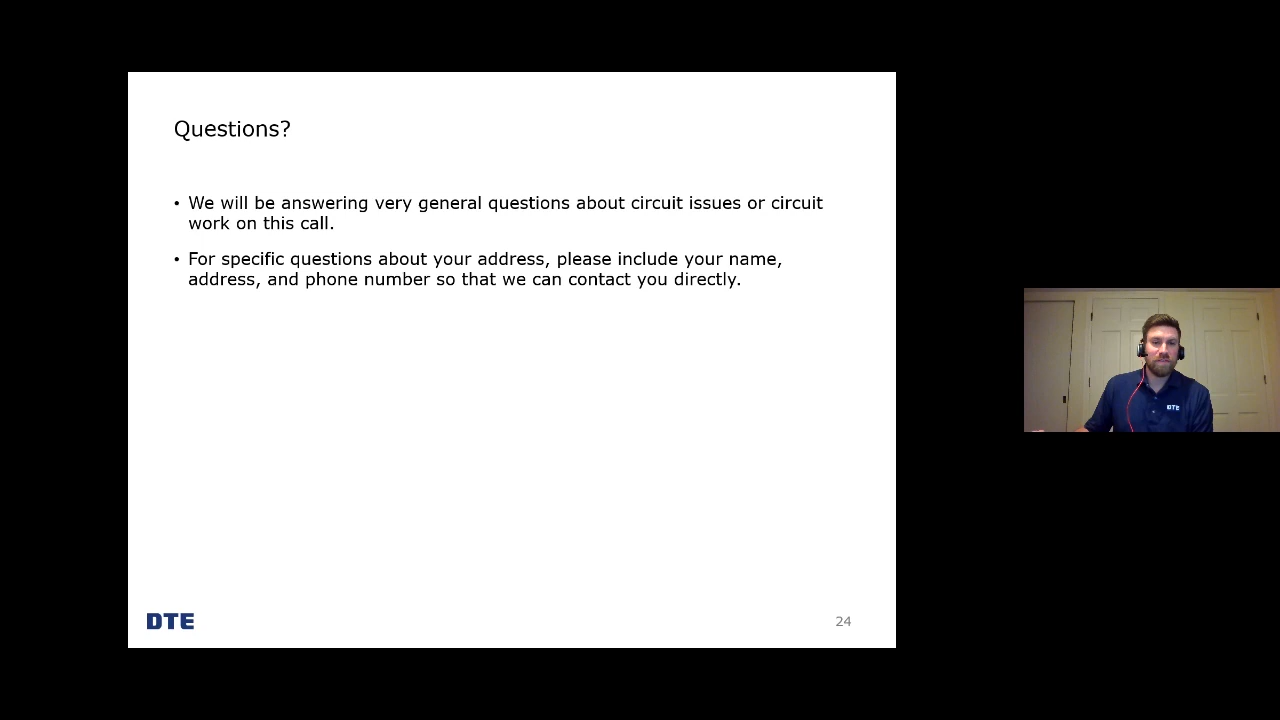 Questions?
• We will be answering very general questions about circuit issues or circuit
work on this call.
• For specific questions about your address, please include your name,
address, and phone number so that we can contact you directly.
DTE
24
DTE